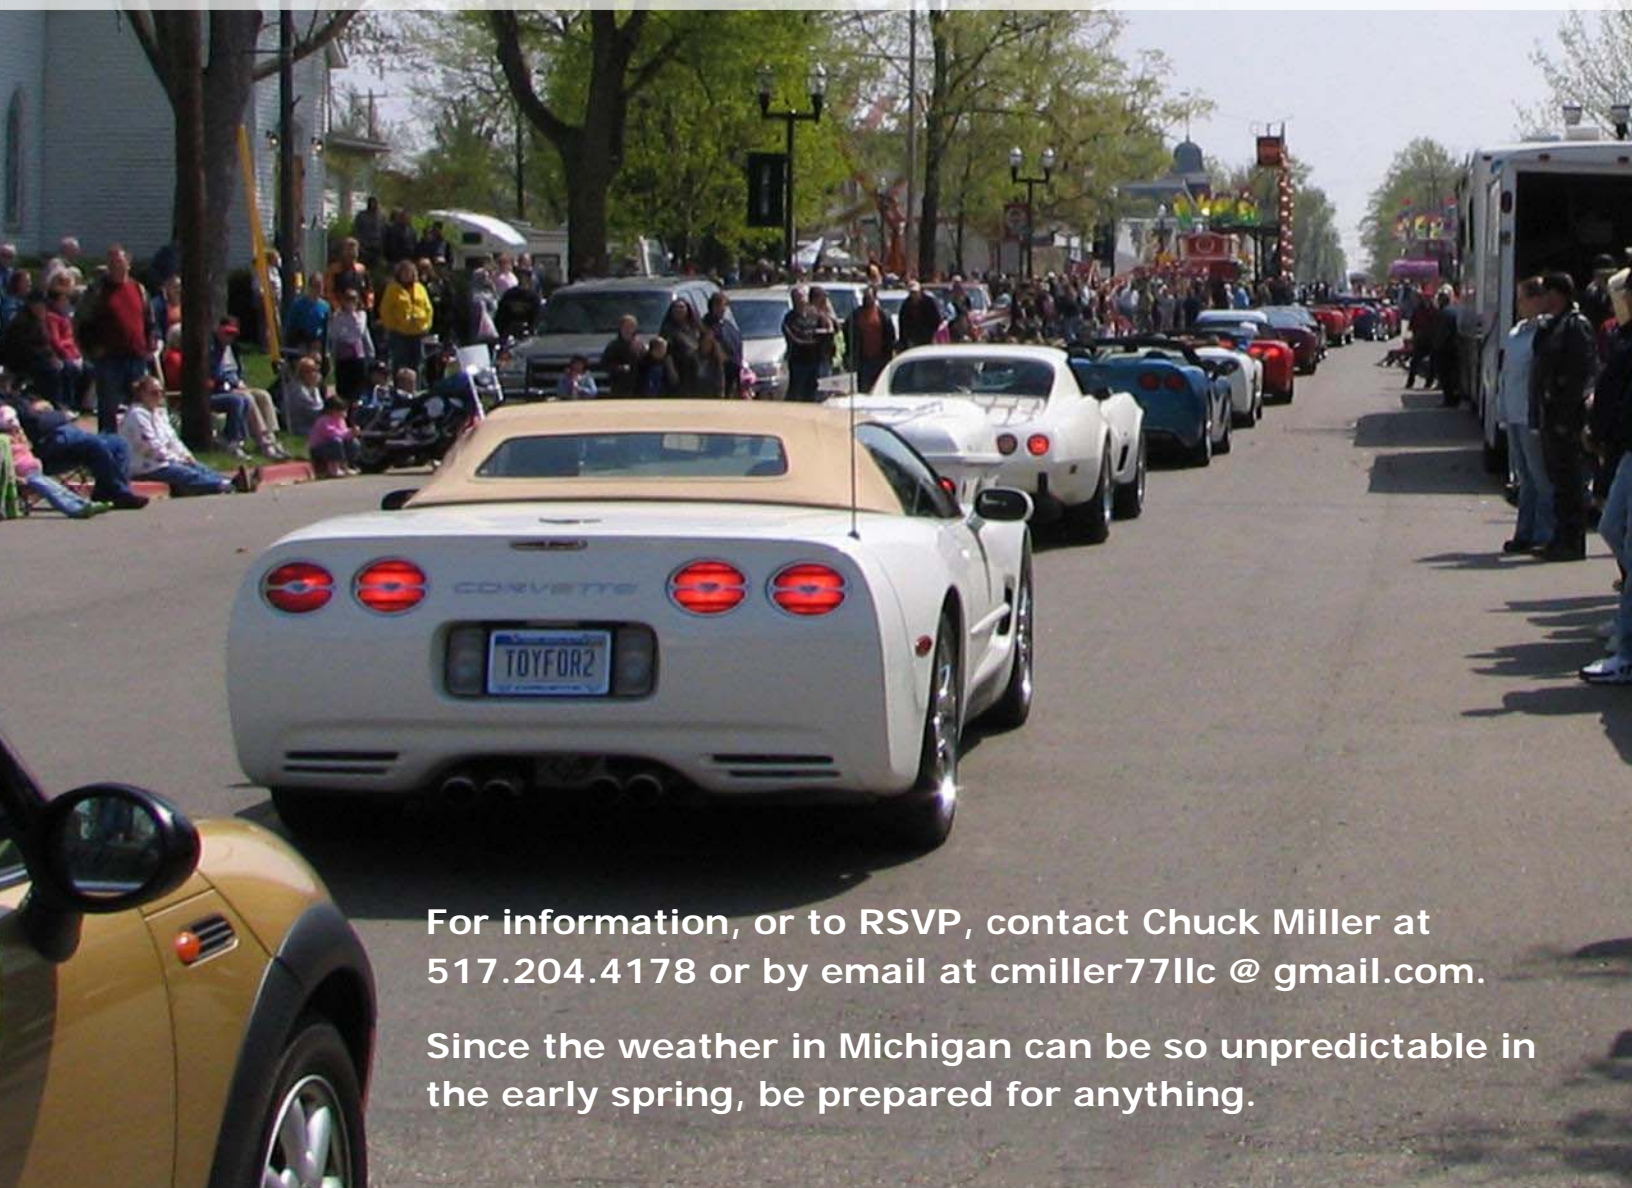 CORVETTE
TOYFOR2
CORVETTE
For information, or to RSVP, contact Chuck Miller at
517.204.4178 or by email at cmiller77llc @ gmail.com.
Since the weather in Michigan can be so unpredictable in
the early spring, be prepared for anything.